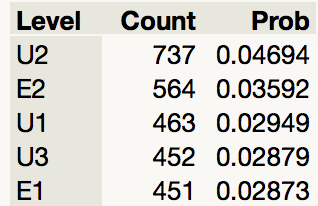 Level Count Prob
U2 737 0.04694
E2 564 0.03592
U1 463 0.02949
U3 452 0.02879
E1 451 0.02873